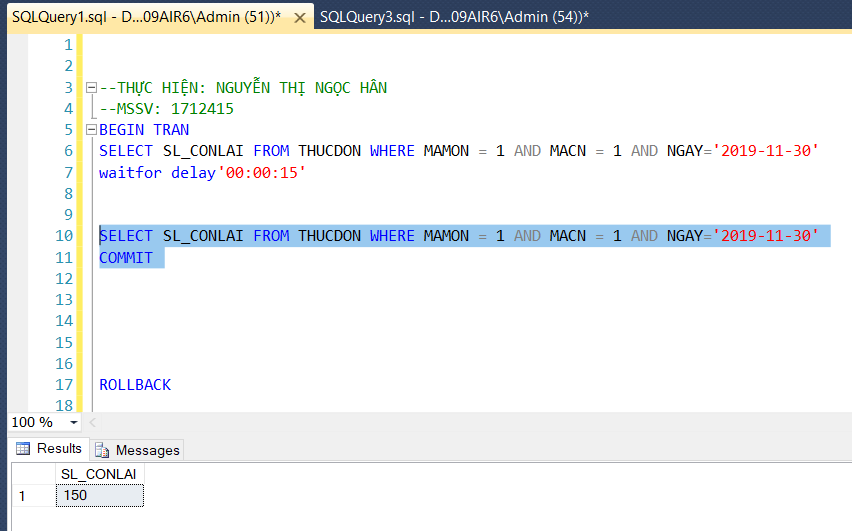 SQLQuery1.sql - D...09AIR6\Admin (51))* SQLQuery3.sql - D...09AIR6\Admin (54))*
1
2
3 --THỰC HIỆN: NGUYỄN THỊ NGỌC HÂN
4 --MSSV: 1712415
5 BEGIN TRAN
6 SELECT SL_CONLAI FROM THUCDON WHERE MAMON = 1 AND MACN = 1 AND NGAY='2019-11-30'
7 waitfor delay'00:00:15'
8
9
10 SELECT SL_CONLAI FROM THUCDON WHERE MAMON = 1 AND MACN = 1 AND NGAY='2019-11-30'
11 COMMIT
12
13
14
15
16
17 ROLLBACK
18
100 %
Results Messages
SL_CONLAI
1 150